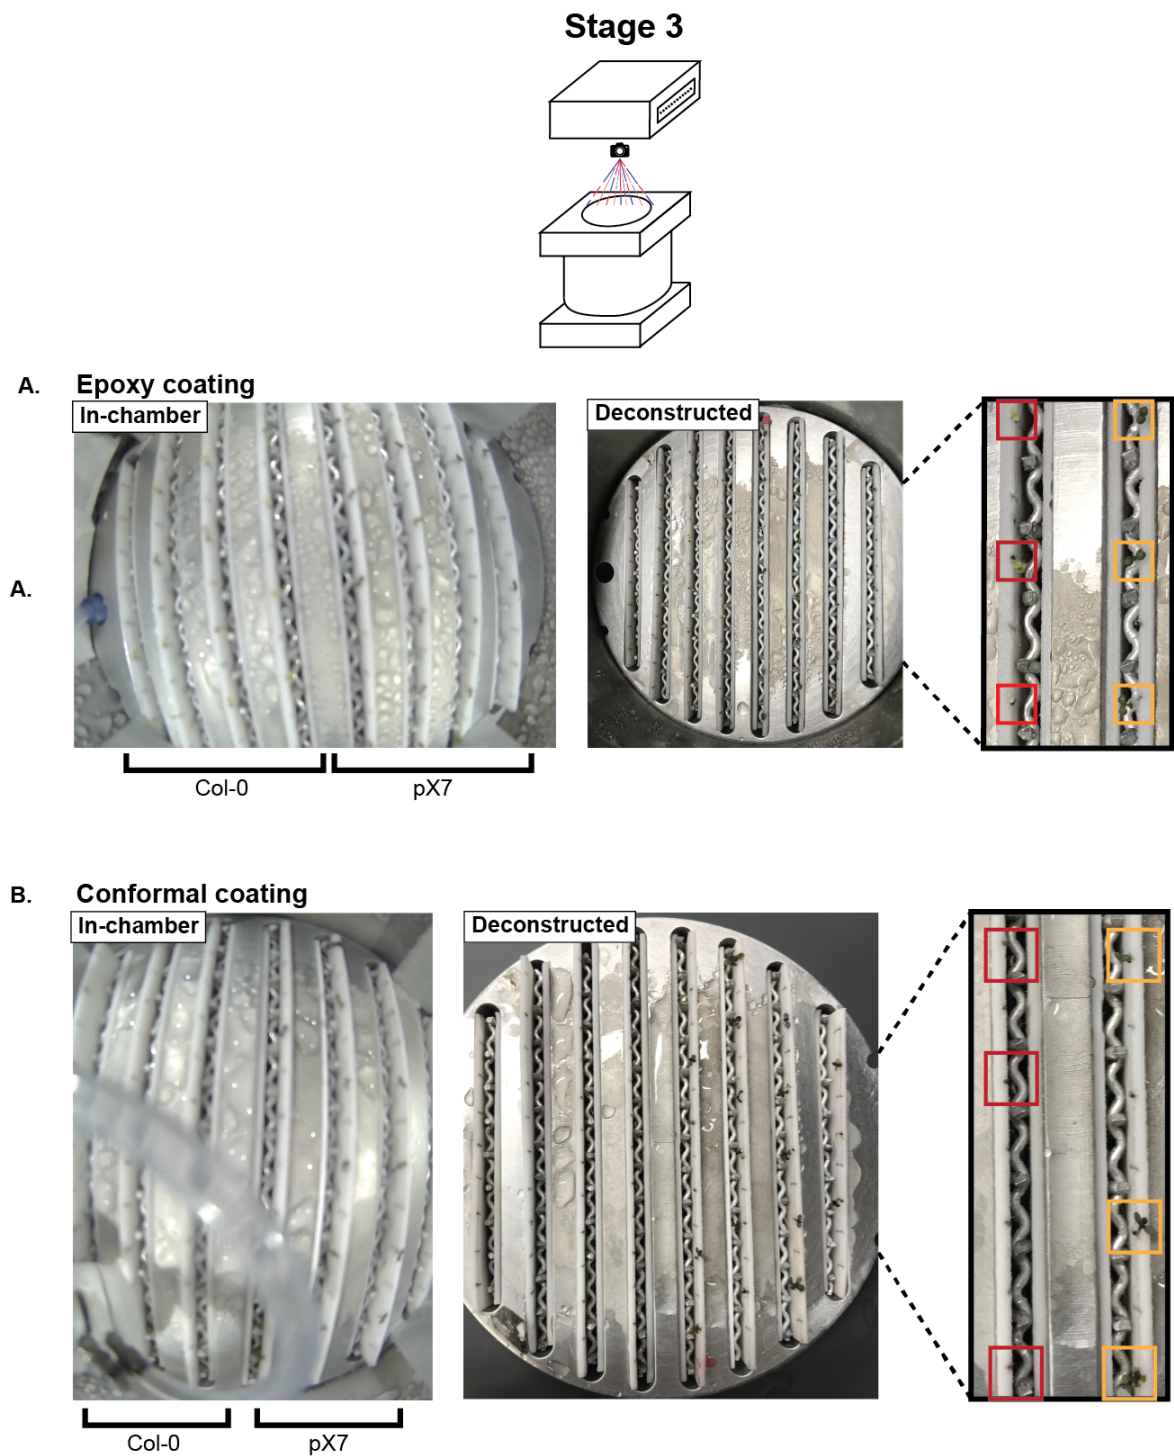 Stage 3
A. Epoxy coating
In-chamber
Deconstructed
A.
Col-0
pX7
B. Conformal coating
In-chamber
Deconstructed
Col-0
pX7